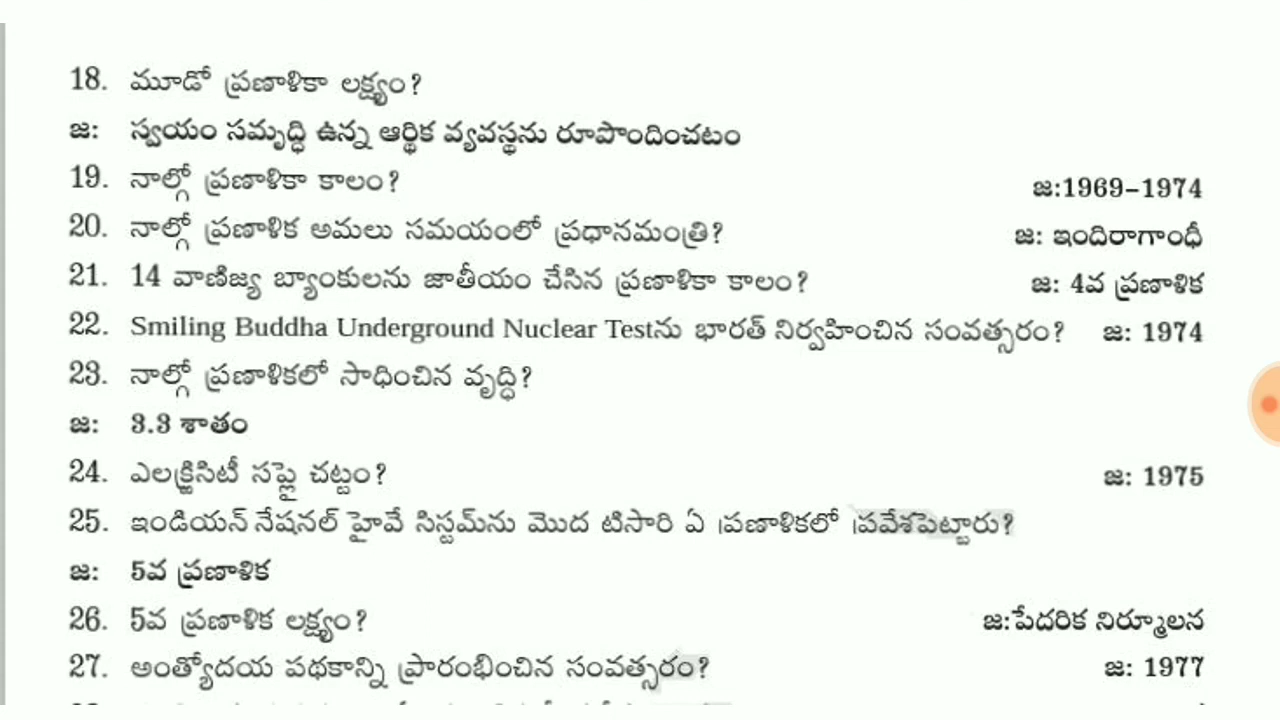 18. మూడో ప్రణాళికా లక్ష్యం?
జ: స్వయం సమృద్ధి ఉన్న ఆర్థిక వ్యవస్థను రూపొందించటం
19. నాల్గో ప్రణాళికా కాలం? జ:1969–1974
20. నాల్గో ప్రణాళిక అమలు సమయంలో ప్రధానమంత్రి? జ: ఇందిరాగాంధీ
21. 14 వాణిజ్య బ్యాంకులను జాతీయం చేసిన ప్రణాళికా కాలం? జ: 4వ ప్రణాళిక
22. Smiling Buddha Underground Nuclear Testను భారత్ నిర్వహించిన సంవత్సరం? జ: 1974
23. నాల్గో ప్రణాళికలో సాధించిన వృద్ధి?
జ: 3.3 శాతం
24. ఎలక్ట్రిసిటీ సప్లై చట్టం? జ: 1975
25. ఇండియన్ నేషనల్ హైవే సిస్టమ్‌ను మొద టిసారి ఏ ప్రణాళికలో ప్రవేశపెట్టారు?
జ: 5వ ప్రణాళిక
26. 5వ ప్రణాళిక లక్ష్యం? జ:పేదరిక నిర్మూలన
27. అంత్యోదయ పథకాన్ని ప్రారంభించిన సంవత్సరం? జ: 1977